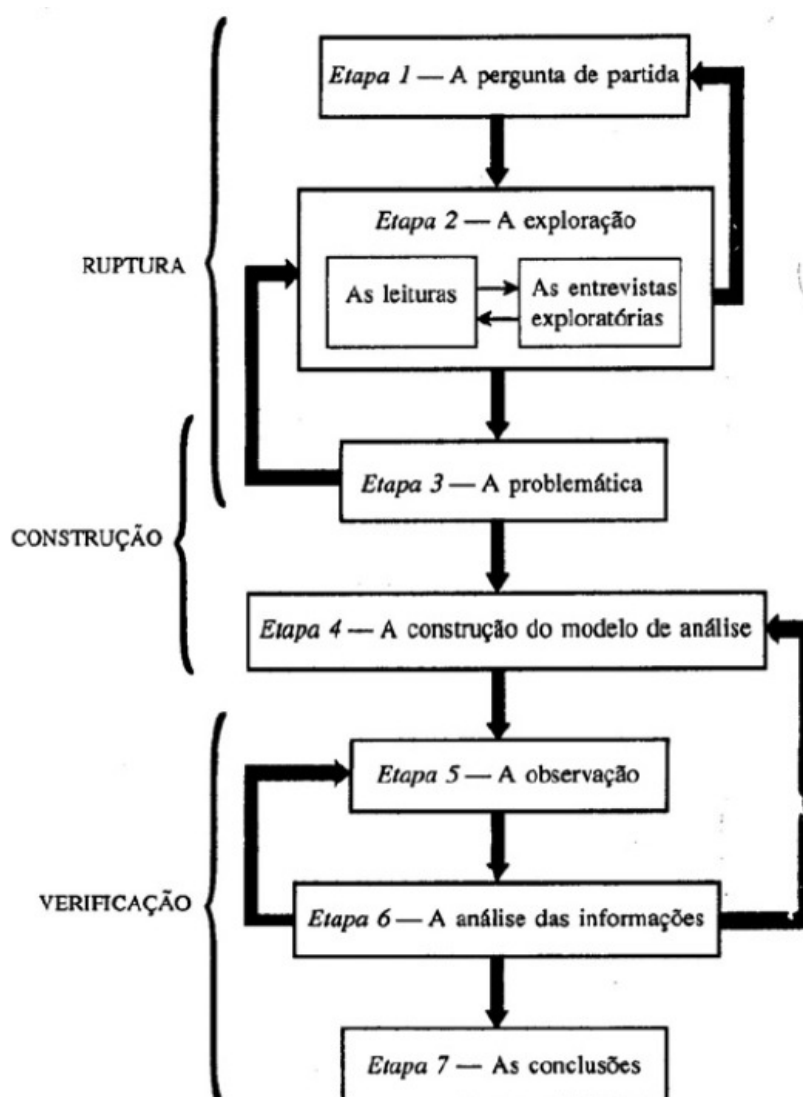 Etapa 1 — A pergunta de partida
Etapa 2 — A exploração
RUPTURA
As leituras
As entrevistas
exploratórias
Etapa 3 — A problemática
CONSTRUÇÃO
Etapa 4 — A construção do modelo de análise
Etapa 5 — A observação
VERIFICAÇÃO
Etapa 6 — A análise das informações
Etapa 7 — As conclusões